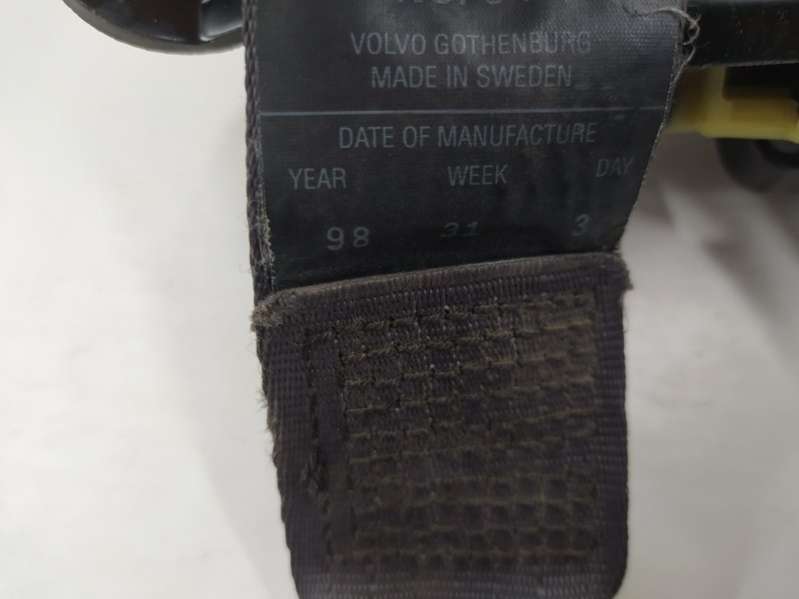 VOLVO GOTHENBURG
MADE IN SWEDEN
DATE OF MANUFACTURE
YEAR WEEK DAY
98 31 3